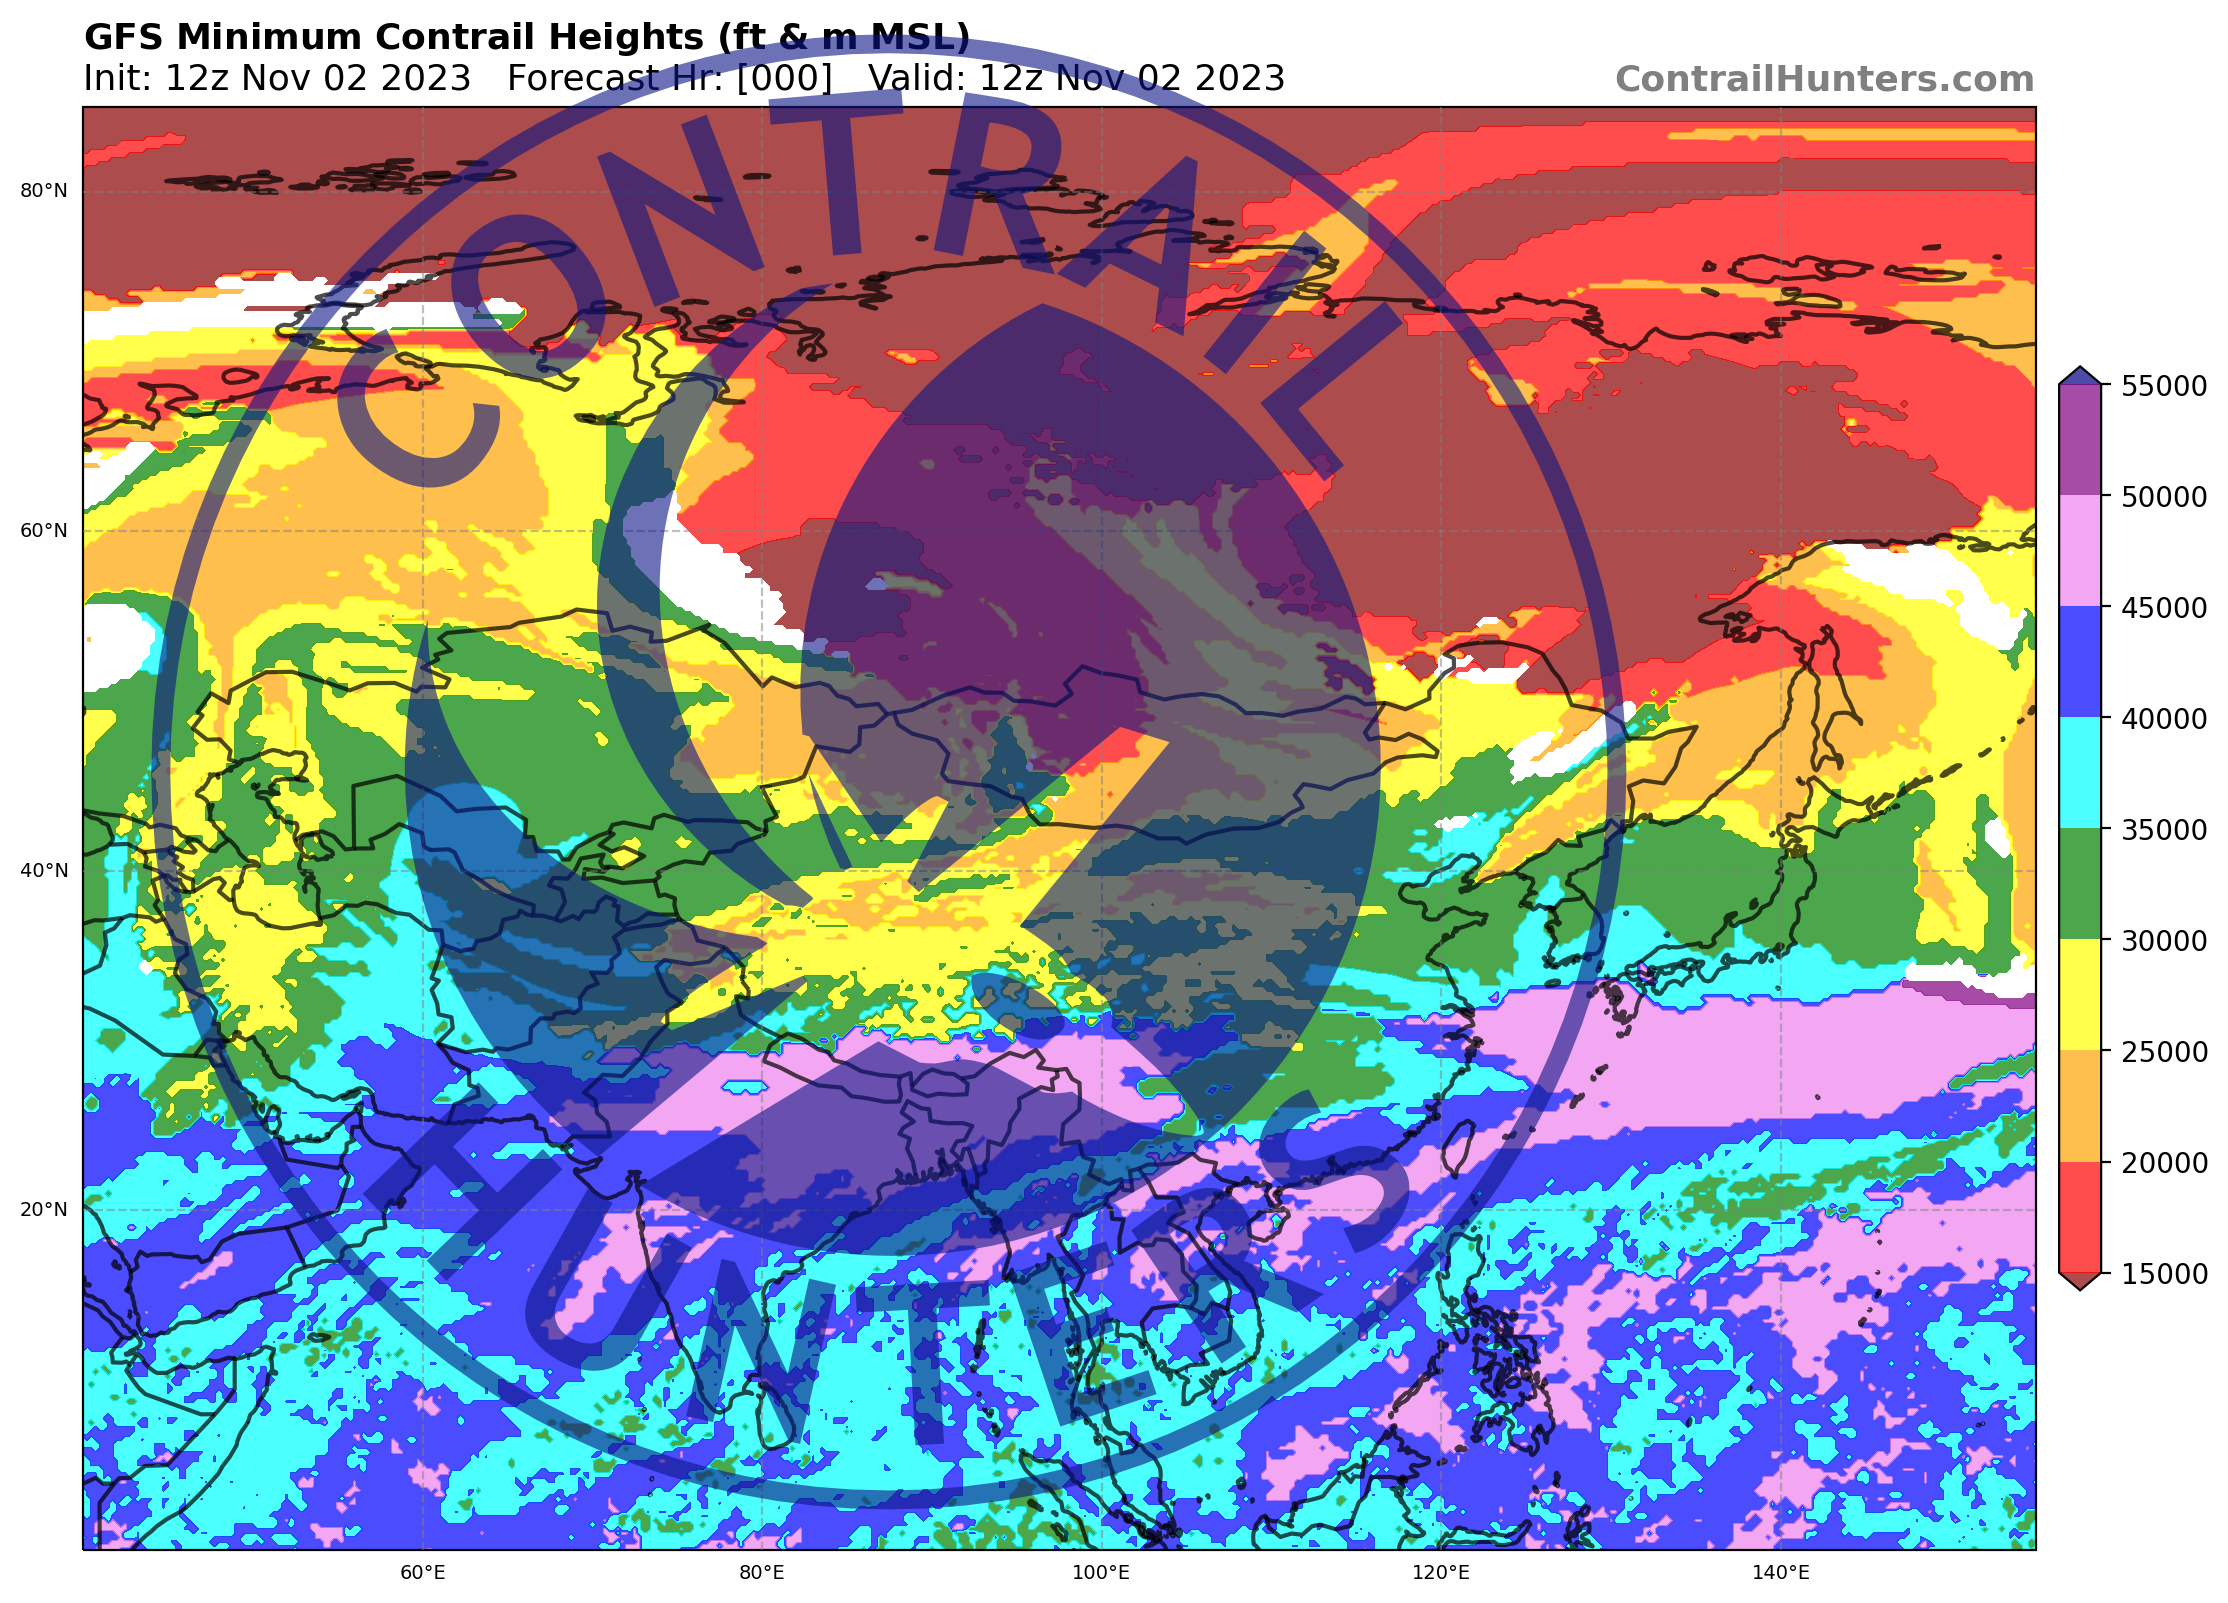 GFS Minimum Contrail Heights (ft & m MSL)
Init: 12z Nov 02 2023 Forecast Hr: [000] Valid: 12z Nov 02 2023
ContrailHunters.com
CONTRAIL
HUNTERS
80°N
60°N
40°N
20°N
60°E
80°E
100°E
120°E
140°E
55000
50000
45000
40000
35000
30000
25000
20000
15000